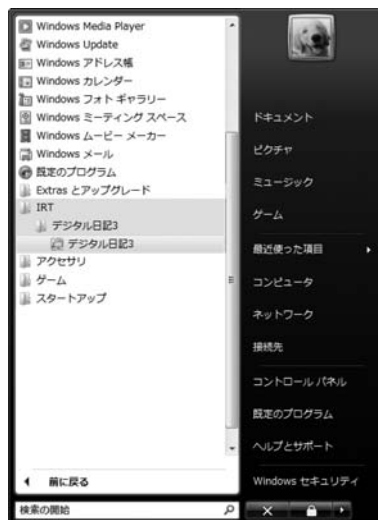 Windows Media Player
Windows Update
Windows アドレス帳
Windows カレンダー
Windows フォト ギャラリー
Windows ミーティング スペース
Windows ムービー メーカー
Windows メール
既定のプログラム
Extras とアップグレード
IRT
デジタル日記3
デジタル日記3
アクセサリ
ゲーム
スタートアップ
前に戻る
検索の開始
ドキュメント
ピクチャ
ミュージック
ゲーム
最近使った項目
コンピュータ
ネットワーク
接続先
コントロール パネル
既定のプログラム
ヘルプとサポート
Windows セキュリティ